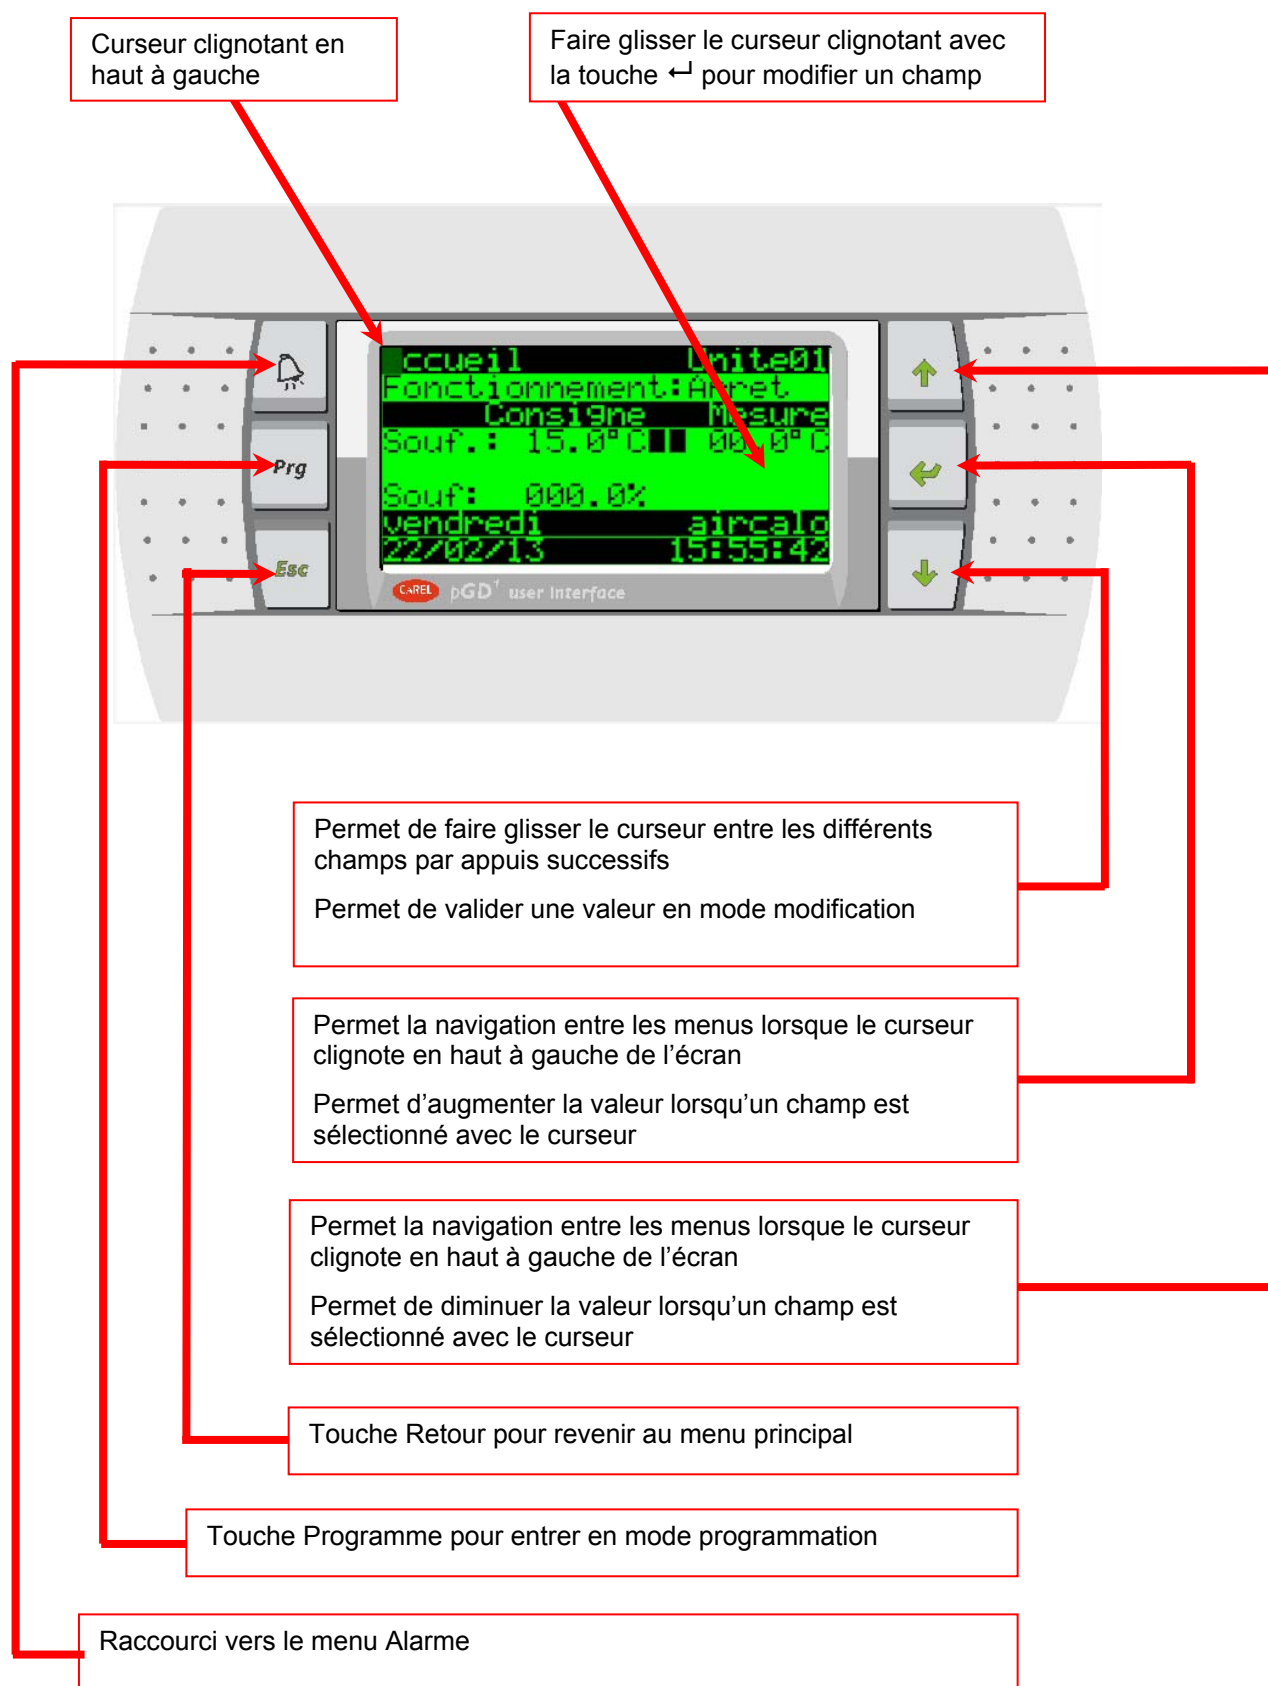 Curseur clignotant en
haut à gauche
Faire glisser le curseur clignotant avec
la touche ↵ pour modifier un champ
ccueil Unite01
Fonctionnement:Arret
Consigne Mesure
Souf.: 15.0°C 00.0°C
Souf: 000.0%
vendredi aircalo
22/02/13 15:55:42
Prg
Esc
CAREL pGD¹ user interface
Permet de faire glisser le curseur entre les différents
champs par appuis successifs
Permet de valider une valeur en mode modification
Permet la navigation entre les menus lorsque le curseur
clignote en haut à gauche de l’écran
Permet d’augmenter la valeur lorsqu’un champ est
sélectionné avec le curseur
Permet la navigation entre les menus lorsque le curseur
clignote en haut à gauche de l’écran
Permet de diminuer la valeur lorsqu’un champ est
sélectionné avec le curseur
Touche Retour pour revenir au menu principal
Touche Programme pour entrer en mode programmation
Raccourci vers le menu Alarme